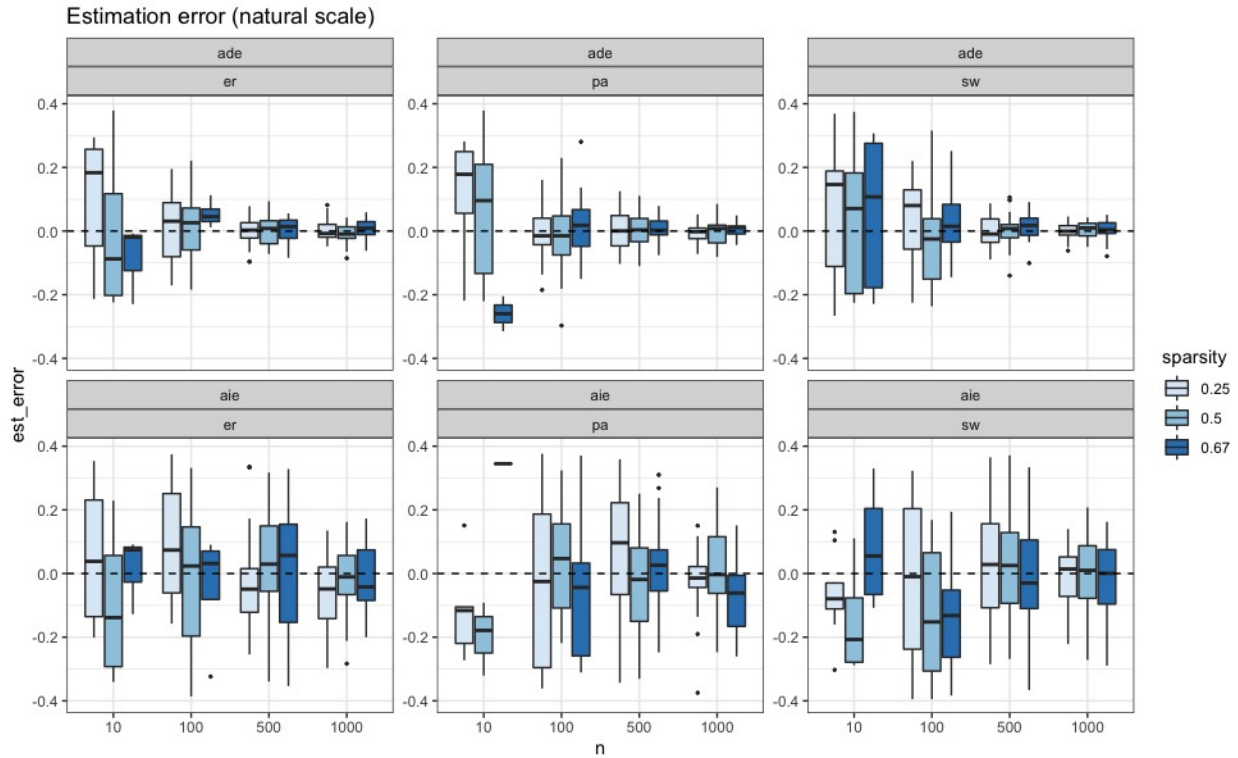 Estimation error (natural scale)
ade ade ade
er pa sw
0.4 0.4 0.4
0.2 0.2 0.2
0.0 0.0 0.0
-0.2 -0.2 -0.2
-0.4 -0.4 -0.4
est_error
aie aie aie
er pa sw
0.4 0.4 0.4
0.2 0.2 0.2
0.0 0.0 0.0
-0.2 -0.2 -0.2
-0.4 -0.4 -0.4
10 100 500 1000 10 100 500 1000 10 100 500 1000
n
sparsity
0.25
0.5
0.67